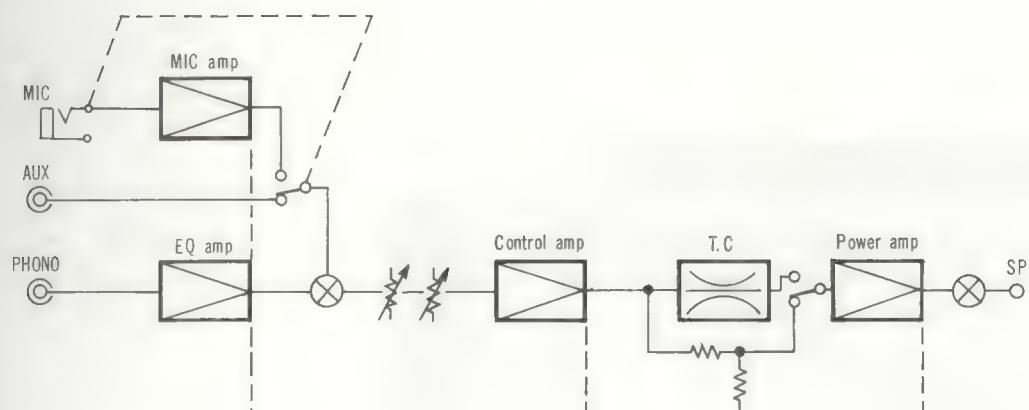 MIC amp
MIC
AUX
EQ amp
PHONO
Control amp
T.C
Power amp
SP